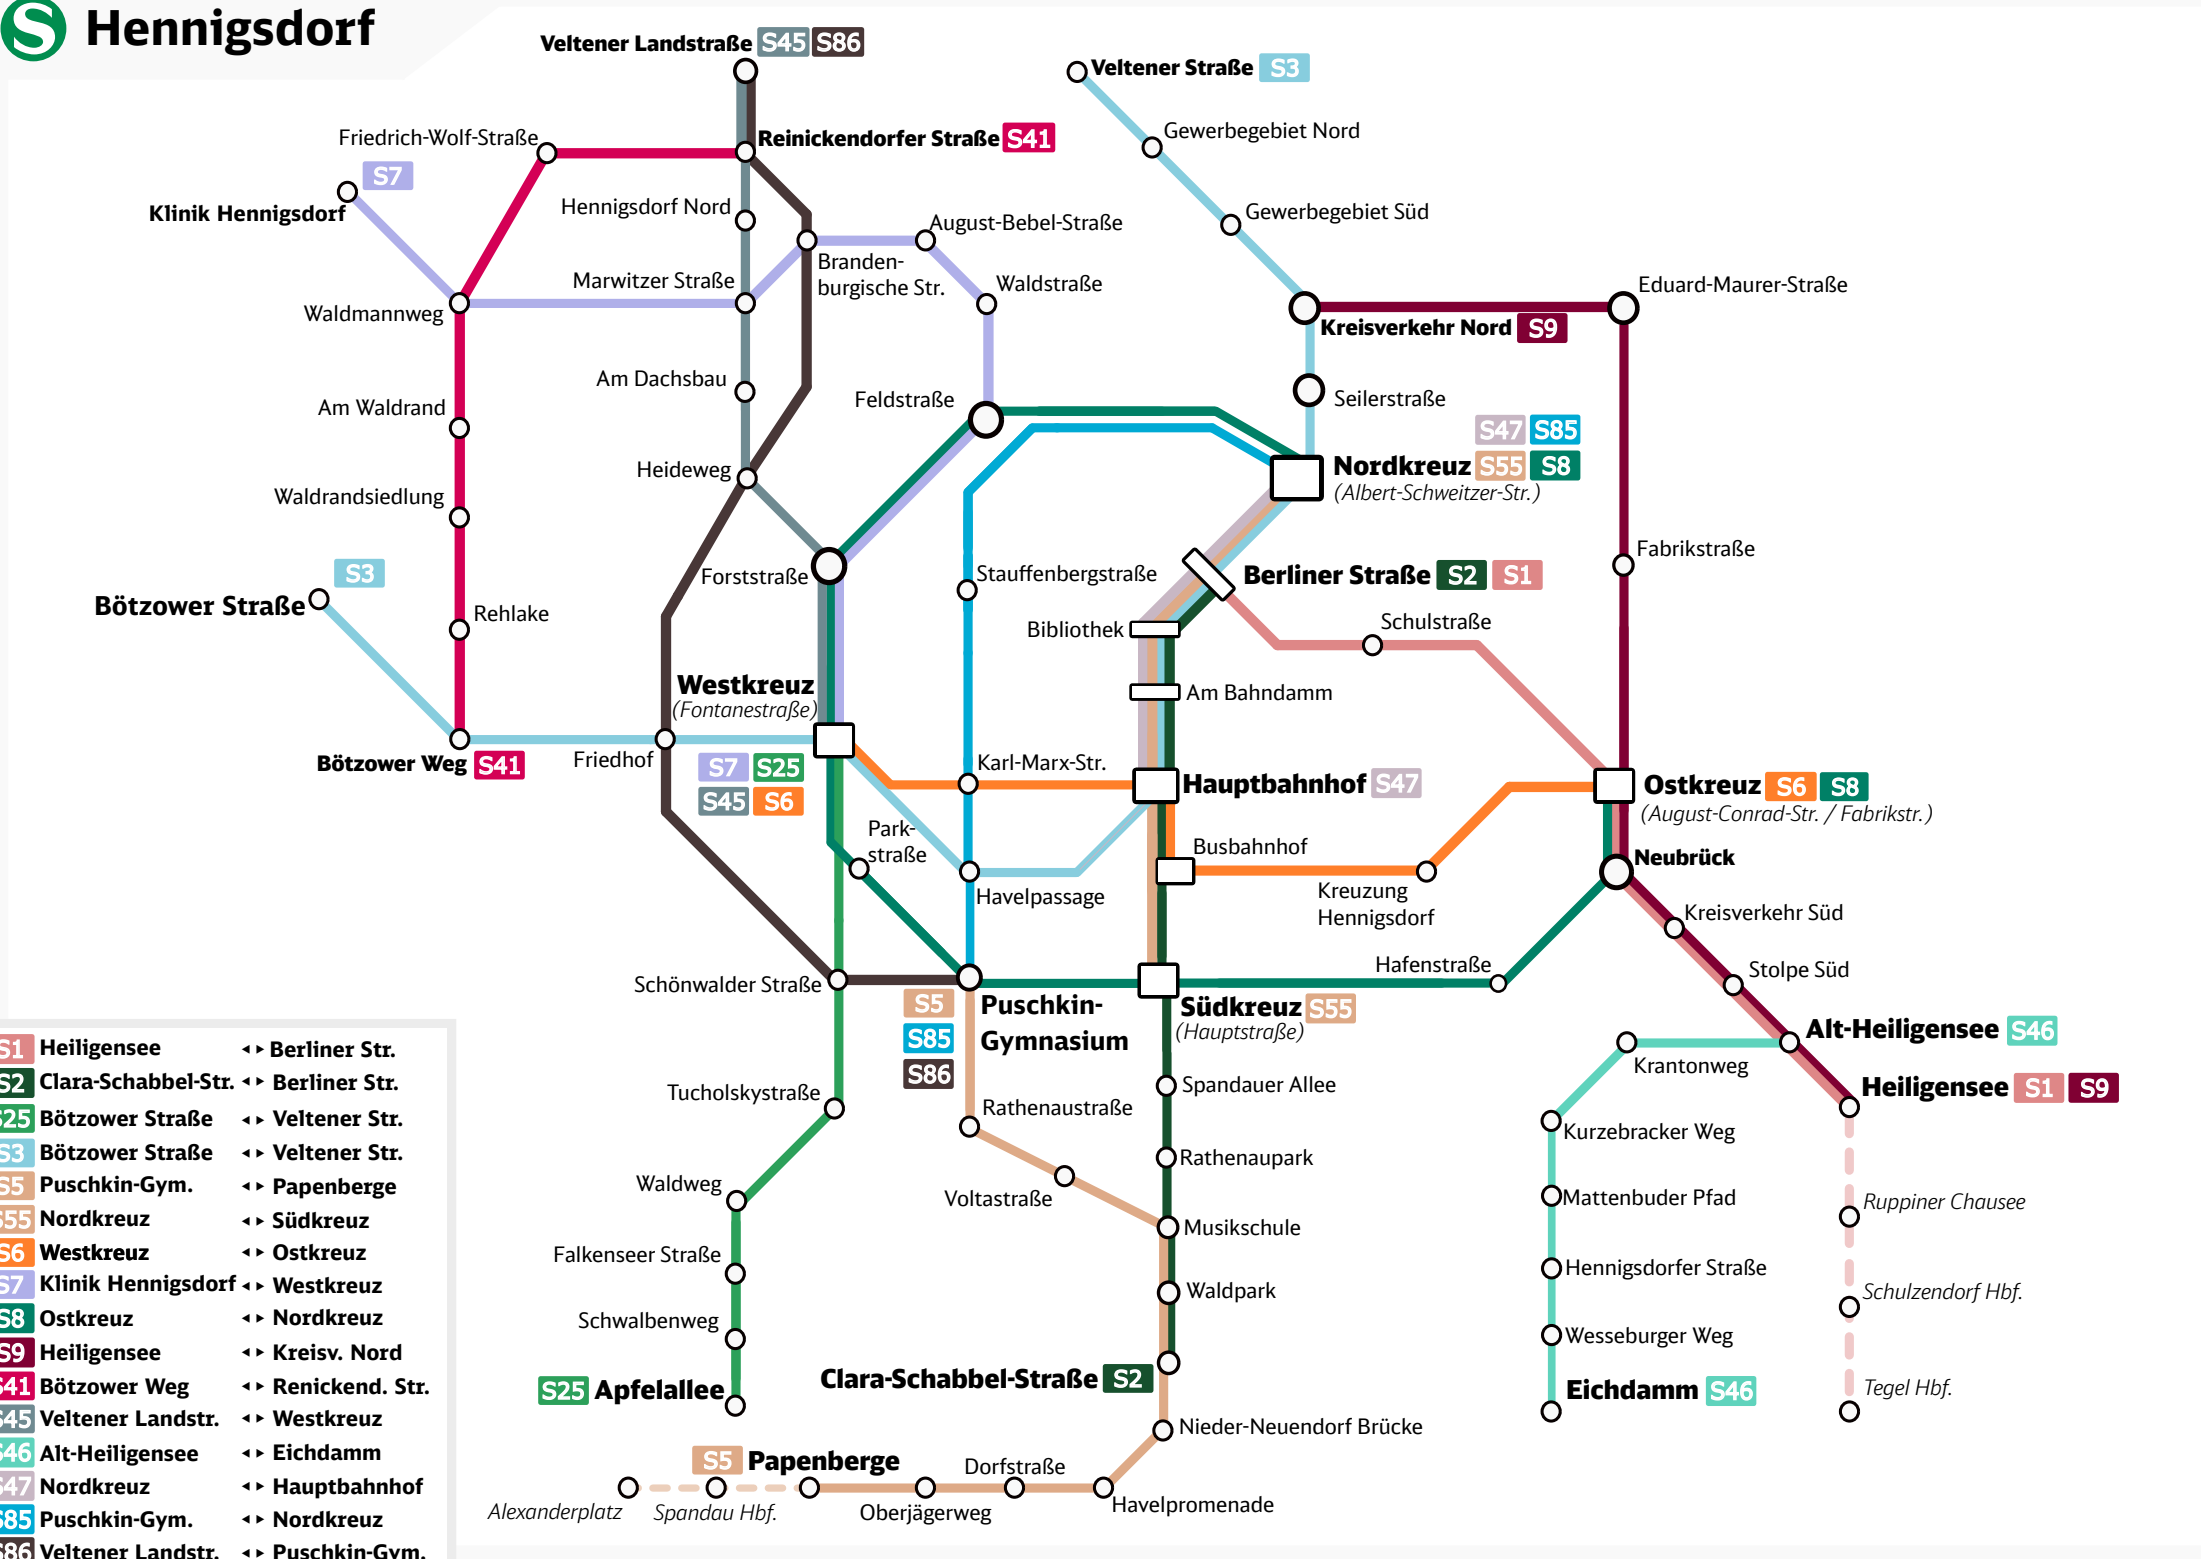 S Hennigsdorf
Veltener Landstraße S45 S86
Veltener Straße S3
Friedrich-Wolf-Straße
Reinickendorfer Straße S41
Gewerbegebiet Nord
S7
Klinik Hennigsdorf
Hennigsdorf Nord
August-Bebel-Straße
Gewerbegebiet Süd
Branden-
burgische Str.
Marwitzer Straße
Waldstraße
Eduard-Maurer-Straße
Waldmannweg
Kreisverkehr Nord S9
Am Dachsbau
Feldstraße
Seilerstraße
Am Waldrand
S47 S85
Heideweg
Nordkreuz S55 S8
(Albert-Schweitzer-Str.)
Waldrandsiedlung
Fabrikstraße
S3
Forststraße
Stauffenbergstraße
Berliner Straße S2 S1
Bötzower Straße
Rehlake
Bibliothek
Schulstraße
Westkreuz
(Fontanestraße)
Am Bahndamm
Bötzower Weg S41
Friedhof
S7 S25
S45 S6
Karl-Marx-Str.
Hauptbahnhof S47
Ostkreuz S6 S8
(August-Conrad-Str. / Fabrikstr.)
Park-
straße
Busbahnhof
Neubrück
Havelpassage
Kreuzung
Hennigsdorf
Kreisverkehr Süd
Schönwalder Straße
Hafenstraße
Stolpe Süd
S5
S85
S86
Puschkin-
Gymnasium
Südkreuz S55
(Hauptstraße)
Alt-Heiligensee S46
Krantonweg
Tucholskystraße
Rathenaustraße
Spandauer Allee
Heiligensee S1 S9
Kurzebracker Weg
Rathenaupark
Waldweg
Voltastraße
Mattenbuder Pfad
Ruppiner Chausee
Musikschule
Falkenseer Straße
Hennigsdorfer Straße
Waldpark
Schulzendorf Hbf.
Schwalbenweg
Wesseburger Weg
S25 Apfelallee
Clara-Schabbel-Straße S2
Eichdamm S46
Tegel Hbf.
Nieder-Neuendorf Brücke
S5 Papenberge
Dorfstraße
Havelpromenade
Alexanderplatz
Spandau Hbf.
Oberjägerweg
S1 Heiligensee ◂▸ Berliner Str.
S2 Clara-Schabbel-Str. ◂▸ Berliner Str.
S25 Bötzower Straße ◂▸ Veltener Str.
S3 Bötzower Straße ◂▸ Veltener Str.
S5 Puschkin-Gym. ◂▸ Papenberge
S55 Nordkreuz ◂▸ Südkreuz
S6 Westkreuz ◂▸ Ostkreuz
S7 Klinik Hennigsdorf ◂▸ Westkreuz
S8 Ostkreuz ◂▸ Nordkreuz
S9 Heiligensee ◂▸ Kreisv. Nord
S41 Bötzower Weg ◂▸ Renickend. Str.
S45 Veltener Landstr. ◂▸ Westkreuz
S46 Alt-Heiligensee ◂▸ Eichdamm
S47 Nordkreuz ◂▸ Hauptbahnhof
S85 Puschkin-Gym. ◂▸ Nordkreuz
S86 Veltener Landstr. ◂▸ Puschkin-Gym.